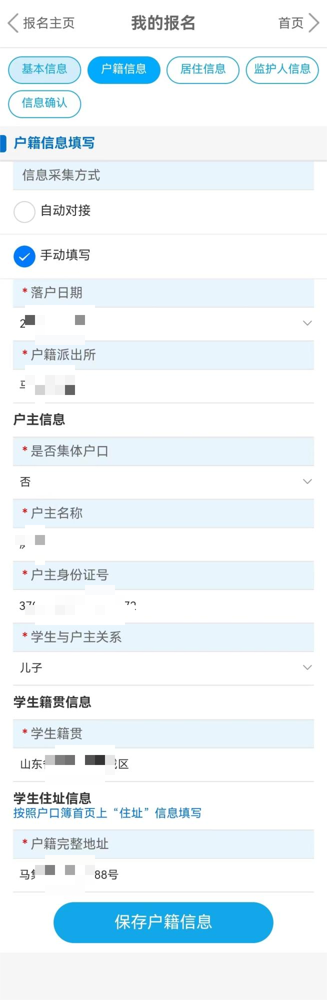 报名主页 我的报名 首页
基本信息 户籍信息 居住信息 监护人信息
信息确认
户籍信息填写
信息采集方式
自动对接
手动填写
* 落户日期
2
* 户籍派出所
户主信息
* 是否集体户口
否
* 户主名称
* 户主身份证号
37 72
* 学生与户主关系
儿子
学生籍贯信息
* 学生籍贯
山东 区
学生住址信息
按照户口簿首页上“住址”信息填写
* 户籍完整地址
马 88号
保存户籍信息